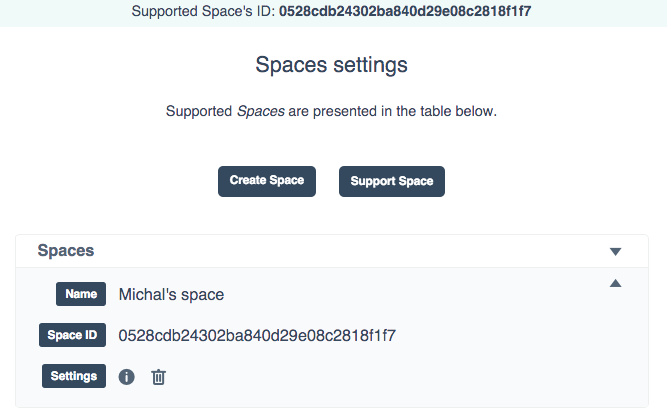 Supported Space's ID: 0528cdb24302ba840d29e08c2818f1f7
Spaces settings
Supported Spaces are presented in the table below.
Create Space Support Space
Spaces
Name Michal's space
Space ID 0528cdb24302ba840d29e08c2818f1f7
Settings